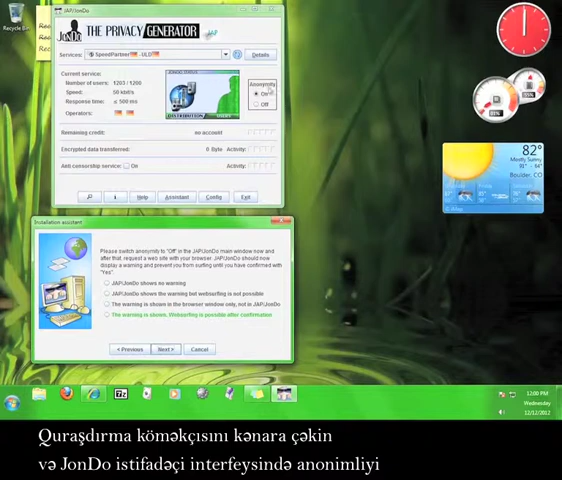 Recycle Bin
JAP/JonDo
JonDo
THE PRIVACY GENERATOR
JAP
Services:
SpeedPartner
-ULD
Details
Current service:
Number of users: 1203 / 1200
Speed: 50 kbit/s
Response time: ≤ 500 ms
Operators:
Anonymity
On
Off
Remaining credit: no account
Encrypted data transferred: 0 Byte Activity:
Anti censorship service: On Activity:
Help
Assistant
Config
Exit
82°
Mostly Sunny
Boulder, CO
Installation assistant
Please switch anonymity to "Off" in the JAP/JonDo main window now and
after that request a web site with your browser. JAP/JonDo should now
display a warning and prevent you from surfing until you have confirmed with
"Yes".
JAP/JonDo shows no warning
JAP/JonDo shows the warning but websurfing is not possible
The warning is shown in the browser window only, not in JAP/JonDo
The warning is shown. Websurfing is possible after confirmation
< Previous
Next >
Cancel
12:00 PM
Wednesday
12/12/2012
Quraşdırma köməkçısını kənara çəkin
və JonDo istifadəçi interfeysində anonimliyi